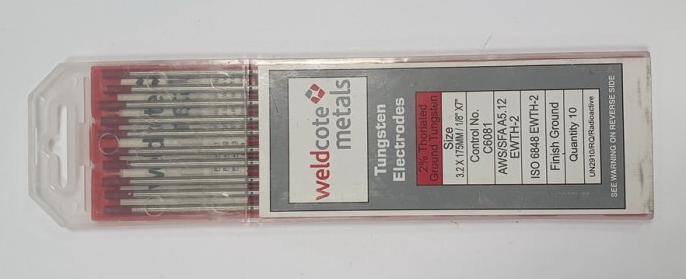 weldcote
metals
Tungsten
Electrodes
2% Thoriated
Ground Tungsten
Size
3.2 X 175MM / 1/8" X7"
Control No.
C6081
AWS/SFA A5.12
EWTH-2
ISO 6848 EWTH-2
Finish Ground
Quantity 10
UN2910/RQ/Radioactive
SEE WARNING ON REVERSE SIDE